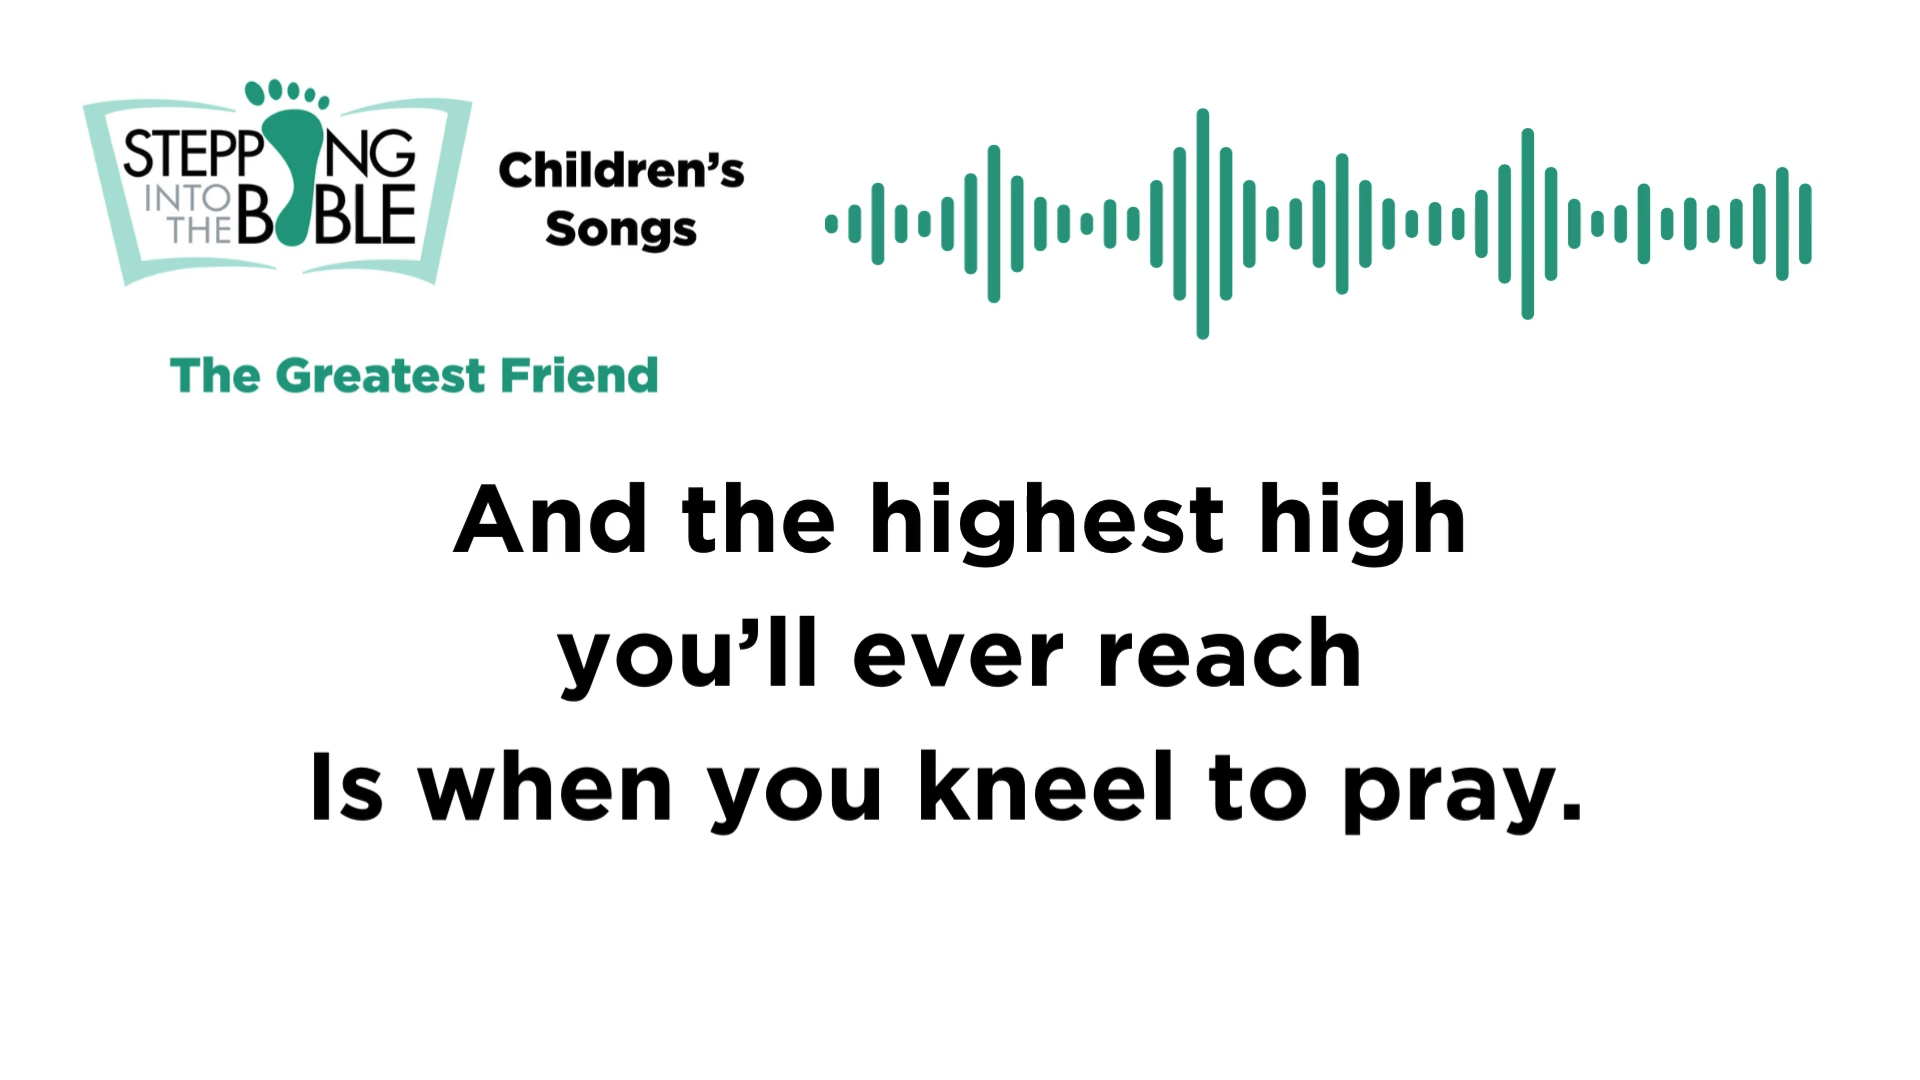 STEPPING
INTO
THE BIBLE
Children’s
Songs
The Greatest Friend
And the highest high
you’ll ever reach
Is when you kneel to pray.